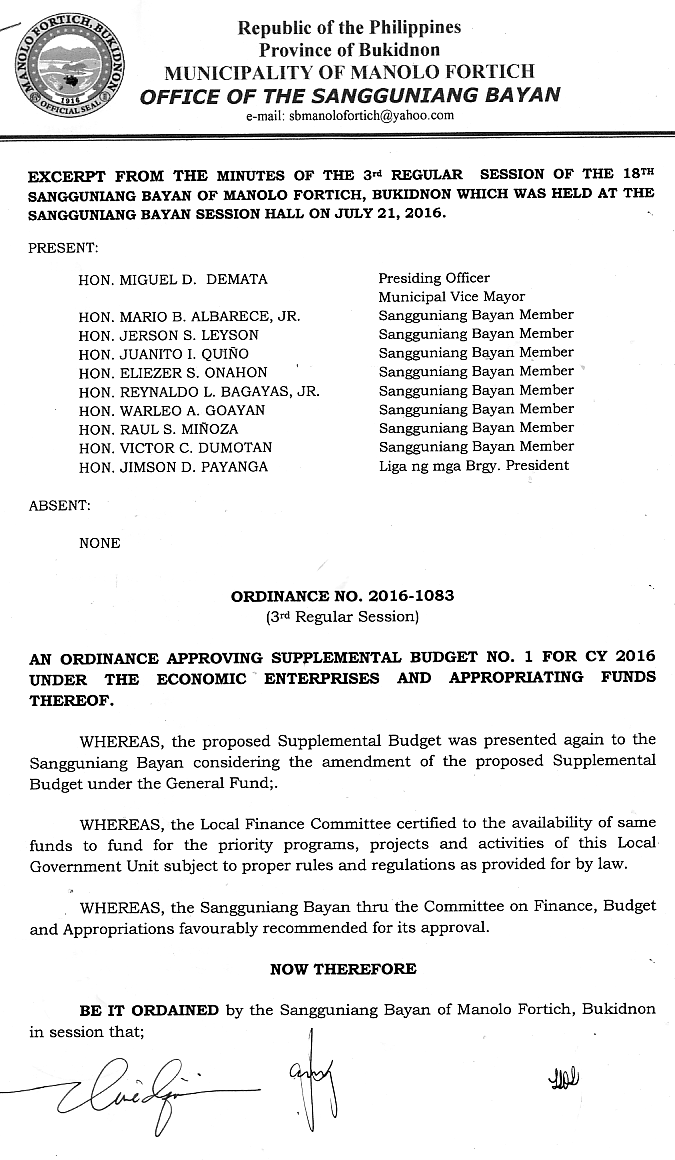 MANOLO FORTICH, BUKIDNON
1916
OFFICIAL SEAL
Republic of the Philippines
Province of Bukidnon
MUNICIPALITY OF MANOLO FORTICH
OFFICE OF THE SANGGUNIANG BAYAN
e-mail: sbmanolofortich@yahoo.com
EXCERPT FROM THE MINUTES OF THE 3rd REGULAR SESSION OF THE 18TH
SANGGUNIANG BAYAN OF MANOLO FORTICH, BUKIDNON WHICH WAS HELD AT THE
SANGGUNIANG BAYAN SESSION HALL ON JULY 21, 2016.
PRESENT:
HON. MIGUEL D. DEMATA Presiding Officer
Municipal Vice Mayor
HON. MARIO B. ALBARECE, JR. Sangguniang Bayan Member
HON. JERSON S. LEYSON Sangguniang Bayan Member
HON. JUANITO I. QUIÑO Sangguniang Bayan Member
HON. ELIEZER S. ONAHON Sangguniang Bayan Member
HON. REYNALDO L. BAGAYAS, JR. Sangguniang Bayan Member
HON. WARLEO A. GOAYAN Sangguniang Bayan Member
HON. RAUL S. MIÑOZA Sangguniang Bayan Member
HON. VICTOR C. DUMOTAN Sangguniang Bayan Member
HON. JIMSON D. PAYANGA Liga ng mga Brgy. President
ABSENT:
NONE
ORDINANCE NO. 2016-1083
(3rd Regular Session)
AN ORDINANCE APPROVING SUPPLEMENTAL BUDGET NO. 1 FOR CY 2016
UNDER THE ECONOMIC ENTERPRISES AND APPROPRIATING FUNDS
THEREOF.
WHEREAS, the proposed Supplemental Budget was presented again to the
Sangguniang Bayan considering the amendment of the proposed Supplemental
Budget under the General Fund;.
WHEREAS, the Local Finance Committee certified to the availability of same
funds to fund for the priority programs, projects and activities of this Local
Government Unit subject to proper rules and regulations as provided for by law.
WHEREAS, the Sangguniang Bayan thru the Committee on Finance, Budget
and Appropriations favourably recommended for its approval.
NOW THEREFORE
BE IT ORDAINED by the Sangguniang Bayan of Manolo Fortich, Bukidnon
in session that;